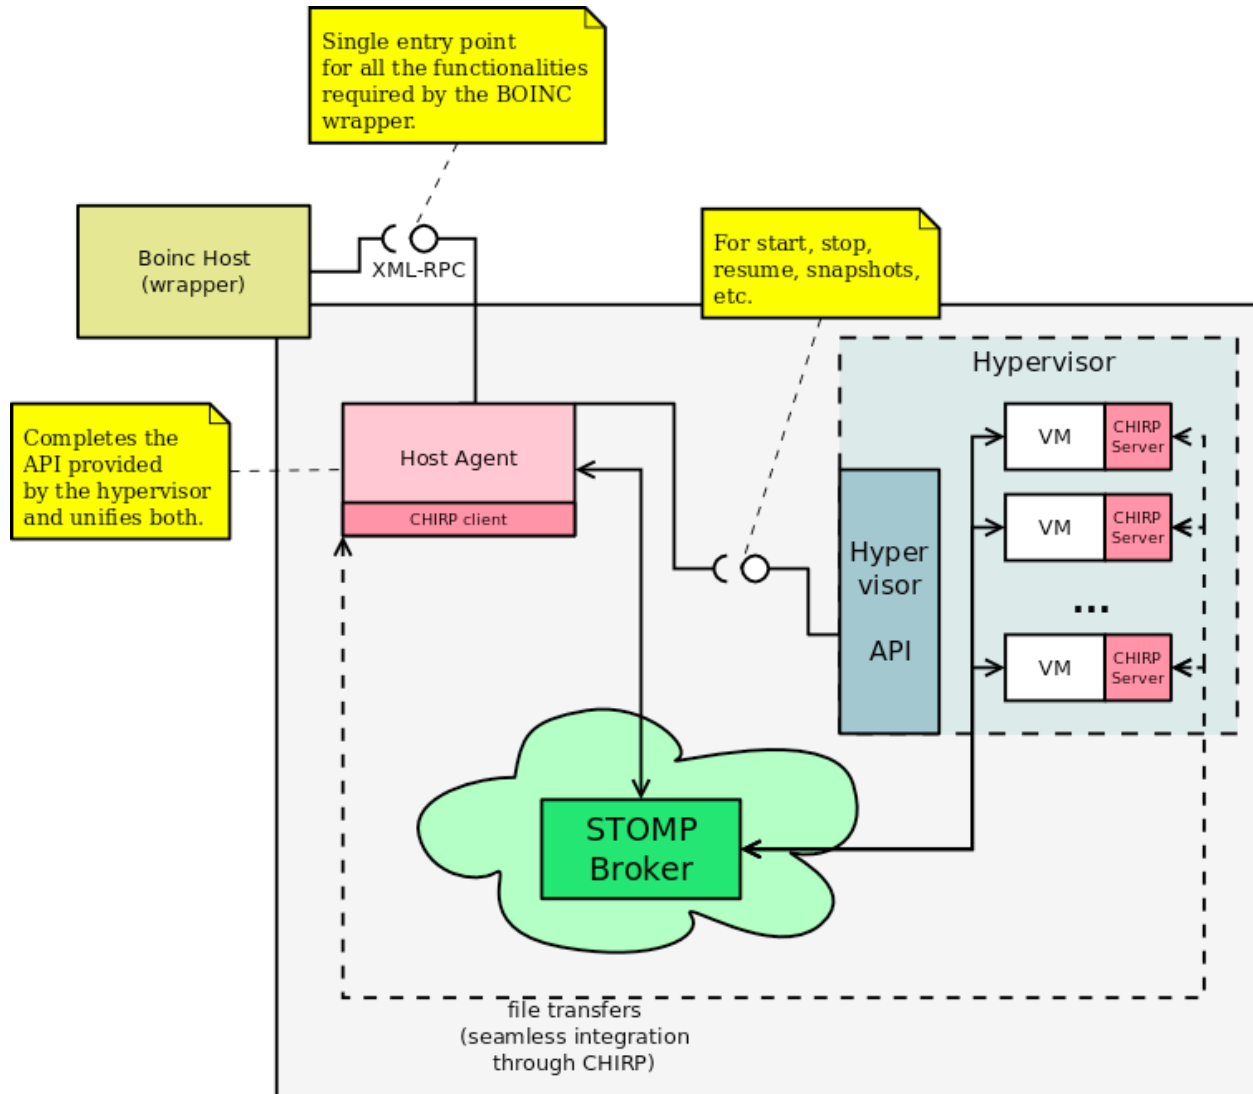 Single entry point
for all the functionalities
required by the BOINC
wrapper.
Boinc Host
(wrapper)
XML-RPC
For start, stop,
resume, snapshots,
etc.
Hypervisor
Completes the
API provided
by the hypervisor
and unifies both.
Host Agent
CHIRP client
VM
CHIRP
Server
VM
CHIRP
Server
...
VM
CHIRP
Server
Hyper
visor
API
STOMP
Broker
file transfers
(seamless integration
through CHIRP)